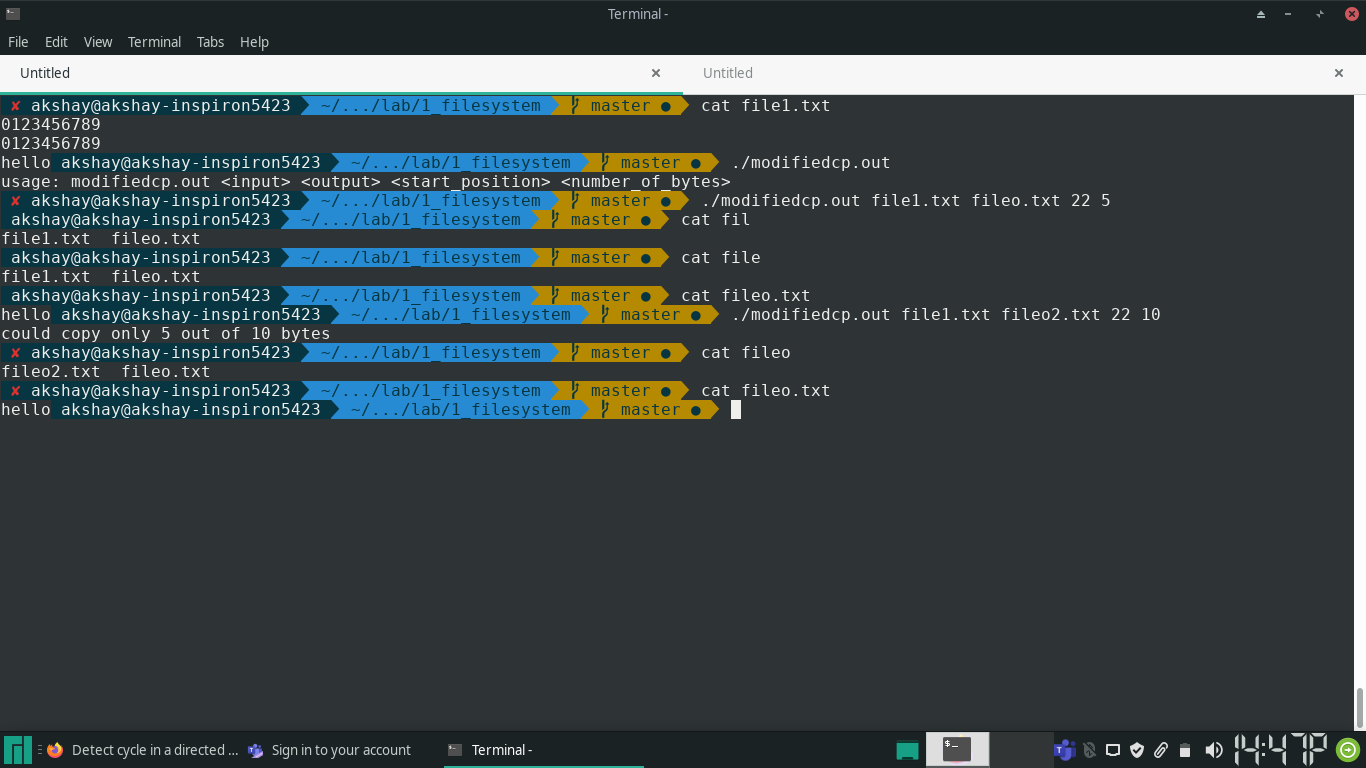 Terminal -
File Edit View Terminal Tabs Help
Untitled × Untitled ×
✘ akshay@akshay-inspiron5423 ~/.../lab/1_filesystem master ● cat file1.txt
0123456789
0123456789
hello akshay@akshay-inspiron5423 ~/.../lab/1_filesystem master ● ./modifiedcp.out
usage: modifiedcp.out <input> <output> <start_position> <number_of_bytes>
✘ akshay@akshay-inspiron5423 ~/.../lab/1_filesystem master ● ./modifiedcp.out file1.txt fileo.txt 22 5
akshay@akshay-inspiron5423 ~/.../lab/1_filesystem master ● cat fil
file1.txt fileo.txt
akshay@akshay-inspiron5423 ~/.../lab/1_filesystem master ● cat file
file1.txt fileo.txt
akshay@akshay-inspiron5423 ~/.../lab/1_filesystem master ● cat fileo.txt
hello akshay@akshay-inspiron5423 ~/.../lab/1_filesystem master ● ./modifiedcp.out file1.txt fileo2.txt 22 10
could copy only 5 out of 10 bytes
✘ akshay@akshay-inspiron5423 ~/.../lab/1_filesystem master ● cat fileo
fileo2.txt fileo.txt
✘ akshay@akshay-inspiron5423 ~/.../lab/1_filesystem master ● cat fileo.txt
hello akshay@akshay-inspiron5423 ~/.../lab/1_filesystem master ●
Detect cycle in a directed ... Sign in to your account Terminal - 14:47P